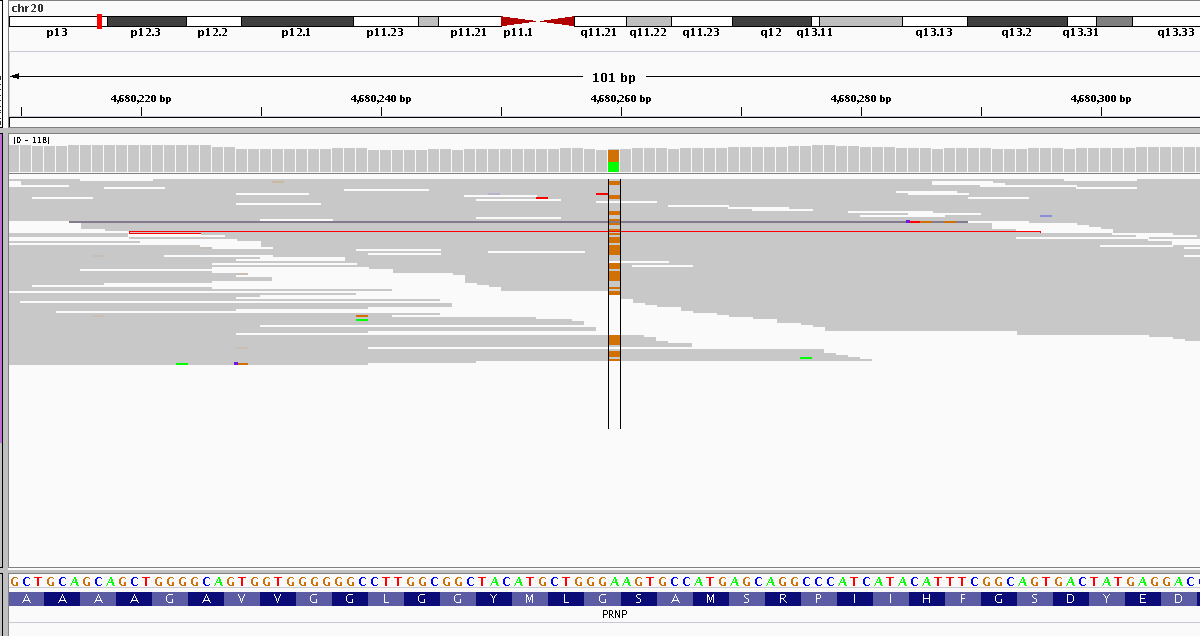 chr20
p13 p12.3 p12.2 p12.1 p11.23 p11.21 p11.1 q11.21 q11.22 q11.23 q12 q13.11 q13.13 q13.2 q13.31 q13.33
101 bp
4,680,220 bp 4,680,240 bp 4,680,260 bp 4,680,280 bp 4,680,300 bp
[0 - 118]
GCTGCAGCAGCTGGGGCAGTGGTGGGGGGCCTTGGCGGCTACATGCTGGGAAGTGCCATGAGCAGGCCCATCATACATTTCGGCAGTGACTATGAGGAC
A A A A G A V V G G L G G Y M L G S A M S R P I I H F G S D Y E D
PRNP